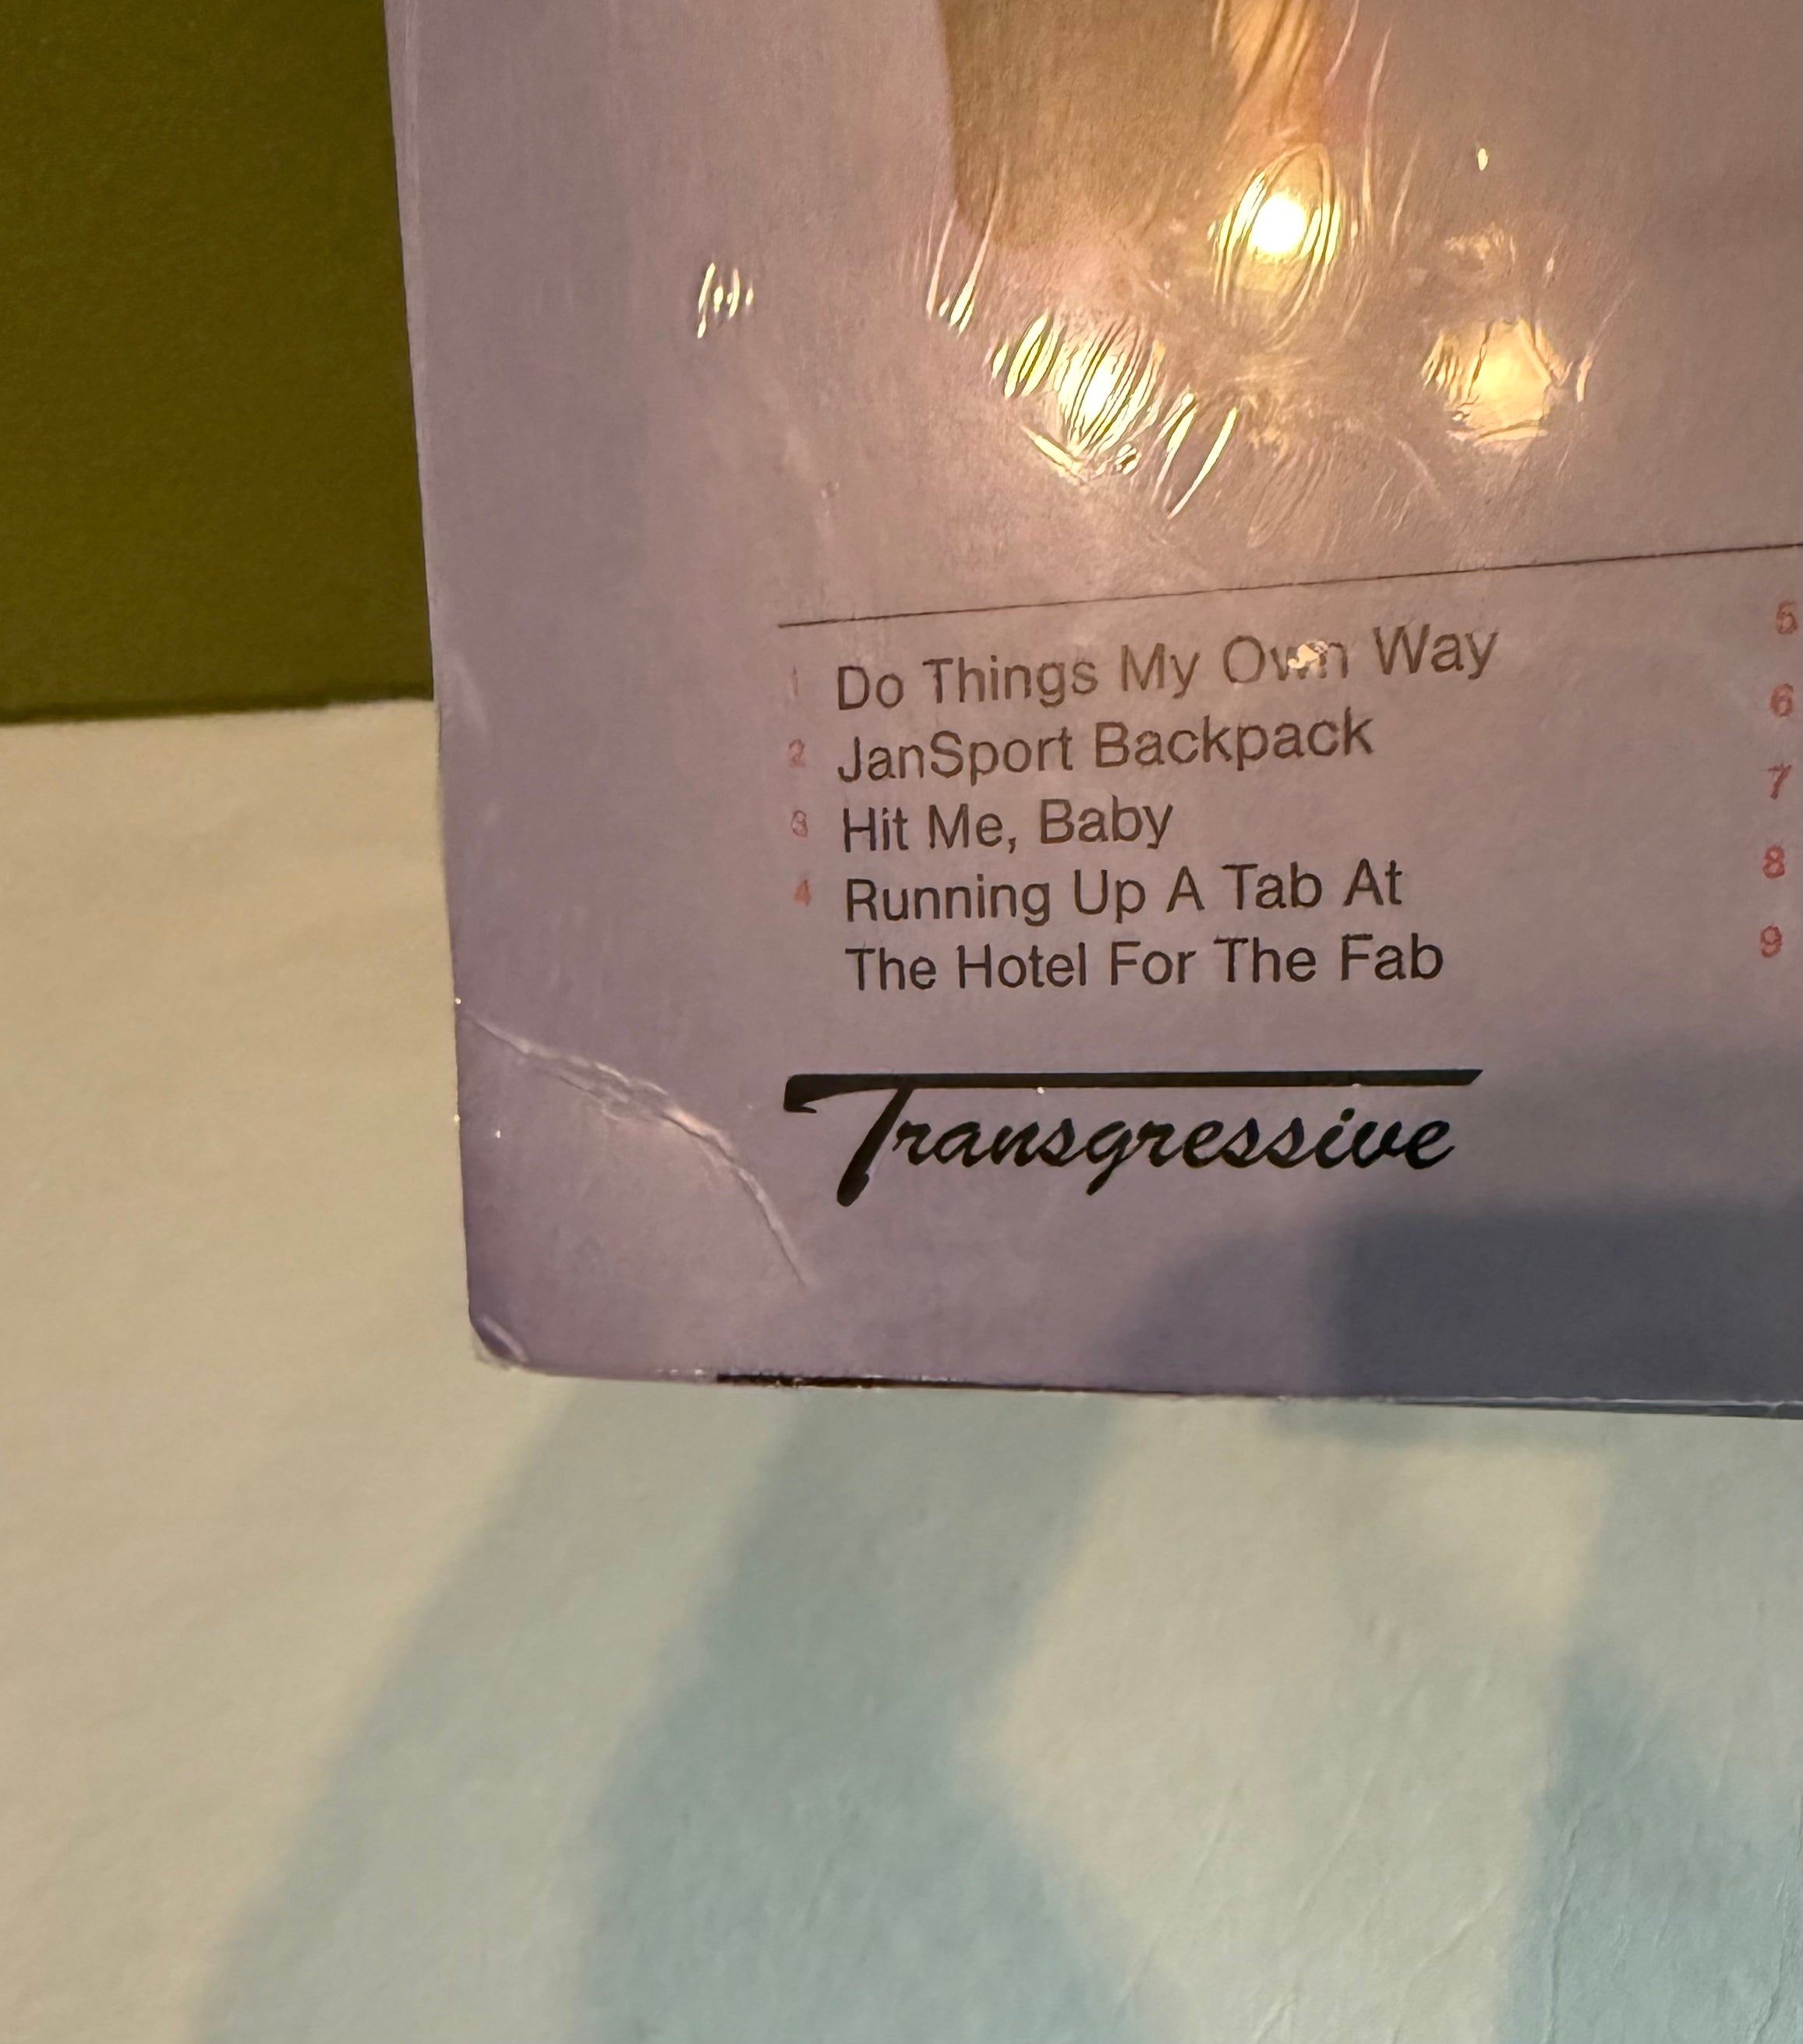 1 Do Things My Own Way
2 JanSport Backpack
3 Hit Me, Baby
4 Running Up A Tab At
The Hotel For The Fab
5
6
7
8
9
Transgressive